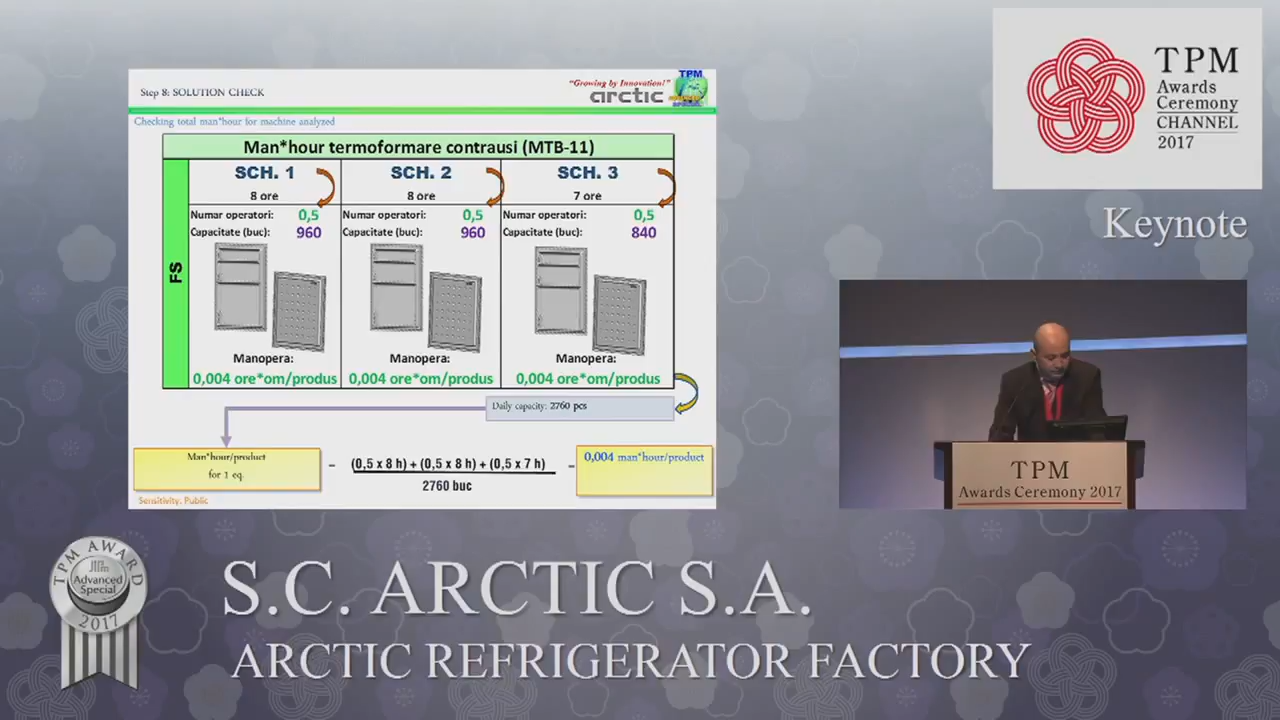 Step 8: SOLUTION CHECK
"Growing by Innovation!"
arctic
TPM
Checking total man*hour for machine analyzed
Man*hour termoformare contrausi (MTB-11)
FS
SCH. 1
8 ore
Numar operatori: 0,5
Capacitate (buc): 960
Manopera:
0,004 ore*om/produs
SCH. 2
8 ore
Numar operatori: 0,5
Capacitate (buc): 960
Manopera:
0,004 ore*om/produs
SCH. 3
7 ore
Numar operatori: 0,5
Capacitate (buc): 840
Manopera:
0,004 ore*om/produs
Daily capacity: 2760 pcs
Man*hour/product
for 1 eq.
(0,5 x 8 h) + (0,5 x 8 h) + (0,5 x 7 h)
2760 buc
0,004 man*hour/product
Sensitivity: Public
TPM
Awards
Ceremony
CHANNEL
2017
Keynote
TPM
Awards Ceremony 2017
TPM AWARD
JIPM
Advanced
Special
2017
S.C. ARCTIC S.A.
ARCTIC REFRIGERATOR FACTORY